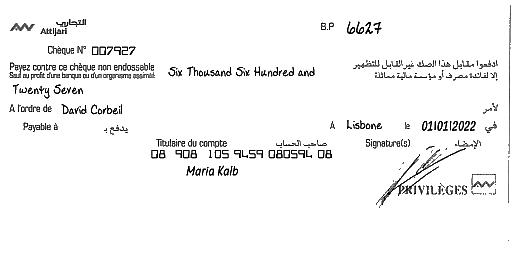 التجاري
Attijari
B.P 6627
Chèque N° 007927
Payez contre ce chèque non endossable
Sauf au profit d'une banque ou d'un organisme assimilé
Six Thousand Six Hundred and
ادفعوا مقابل هذا الصك غير القابل للتظهير
إلا لفائدة مصرف أو مؤسسة مالية مماثلة
Twenty Seven
A l'ordre de David Corbeil
لأمر
Payable à
يدفع بـ
A Lisbone le 01/01/2022 في
Titulaire du compte
صاحب الحساب
Signature(s)
الإمضاء
08 908 105 9459 080594 08
Maria Kalb
PRIVILÈGES